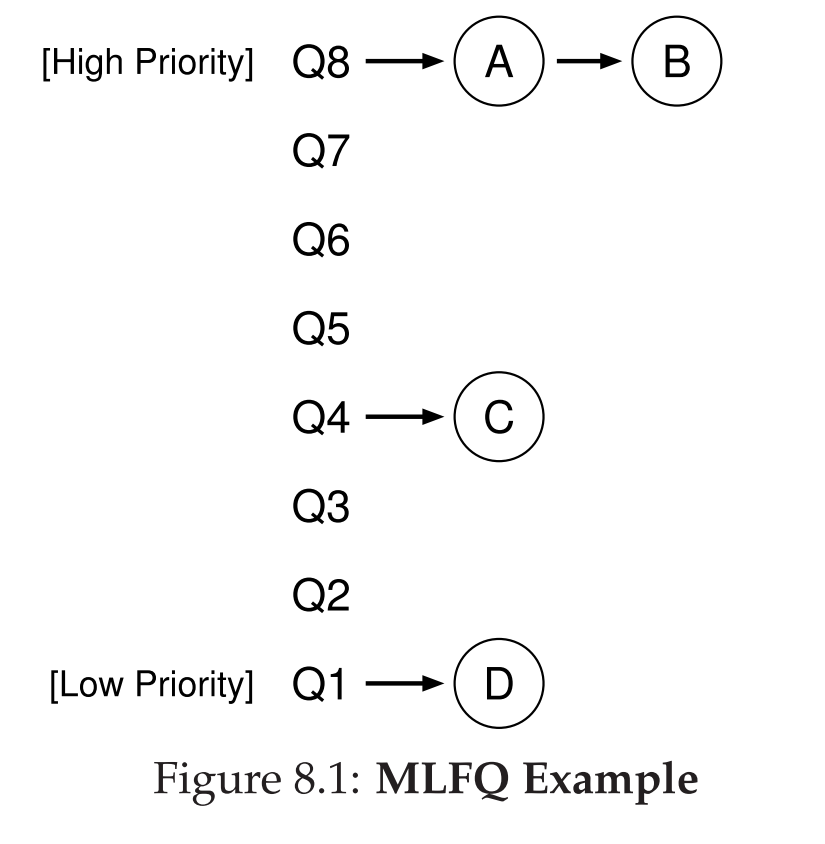 [High Priority] Q8 A B
Q7
Q6
Q5
Q4 C
Q3
Q2
[Low Priority] Q1 D
Figure 8.1: MLFQ Example